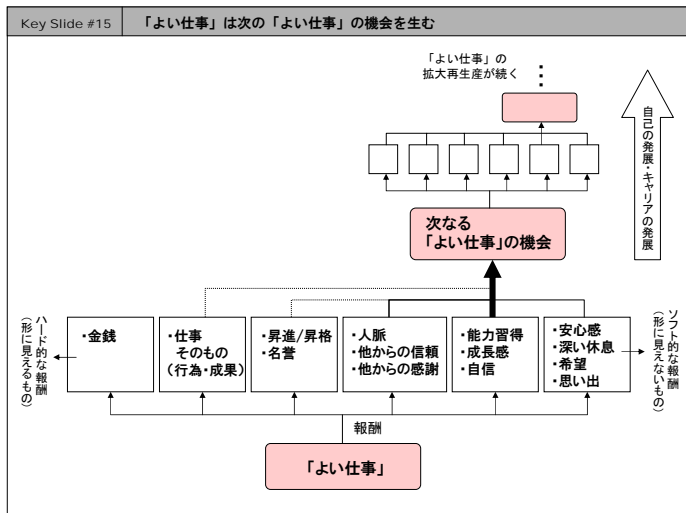 Key Slide #15
「よい仕事」は次の「よい仕事」の機会を生む
「よい仕事」の
拡大再生産が続く
自己の発展・キャリアの発展
次なる
「よい仕事」の機会
ハード的な報酬
(形に見えるもの)
・金銭
・仕事
そのもの
(行為・成果)
・昇進/昇格
・名誉
・人脈
・他からの信頼
・他からの感謝
・能力習得
・成長感
・自信
・安心感
・深い休息
・希望
・思い出
ソフト的な報酬
(形に見えないもの)
報酬
「よい仕事」